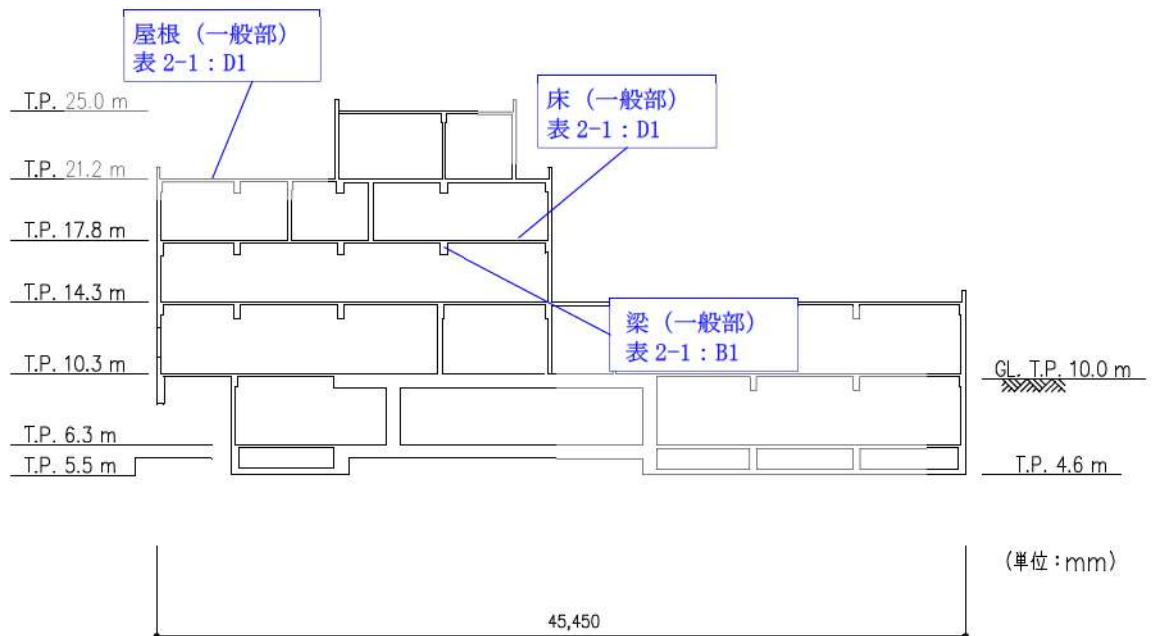 屋根（一般部）
表 2-1：D1
床（一般部）
表 2-1：D1
梁（一般部）
表 2-1：B1
T.P. 25.0 m
T.P. 21.2 m
T.P. 17.8 m
T.P. 14.3 m
T.P. 10.3 m
T.P. 6.3 m
T.P. 5.5 m
GL. T.P. 10.0 m
T.P. 4.6 m
(単位：mm)
45,450